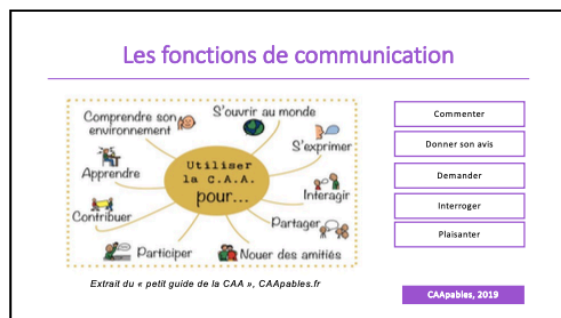 Les fonctions de communication
Comprendre son
environnement
S'ouvrir au monde
S'exprimer
Apprendre
Utiliser
la C.A.A.
pour...
Interagir
Contribuer
Partager
Participer
Nouer des amitiés
Extrait du « petit guide de la CAA », CAApables.fr
Commenter
Donner son avis
Demander
Interroger
Plaisanter
CAApables, 2019